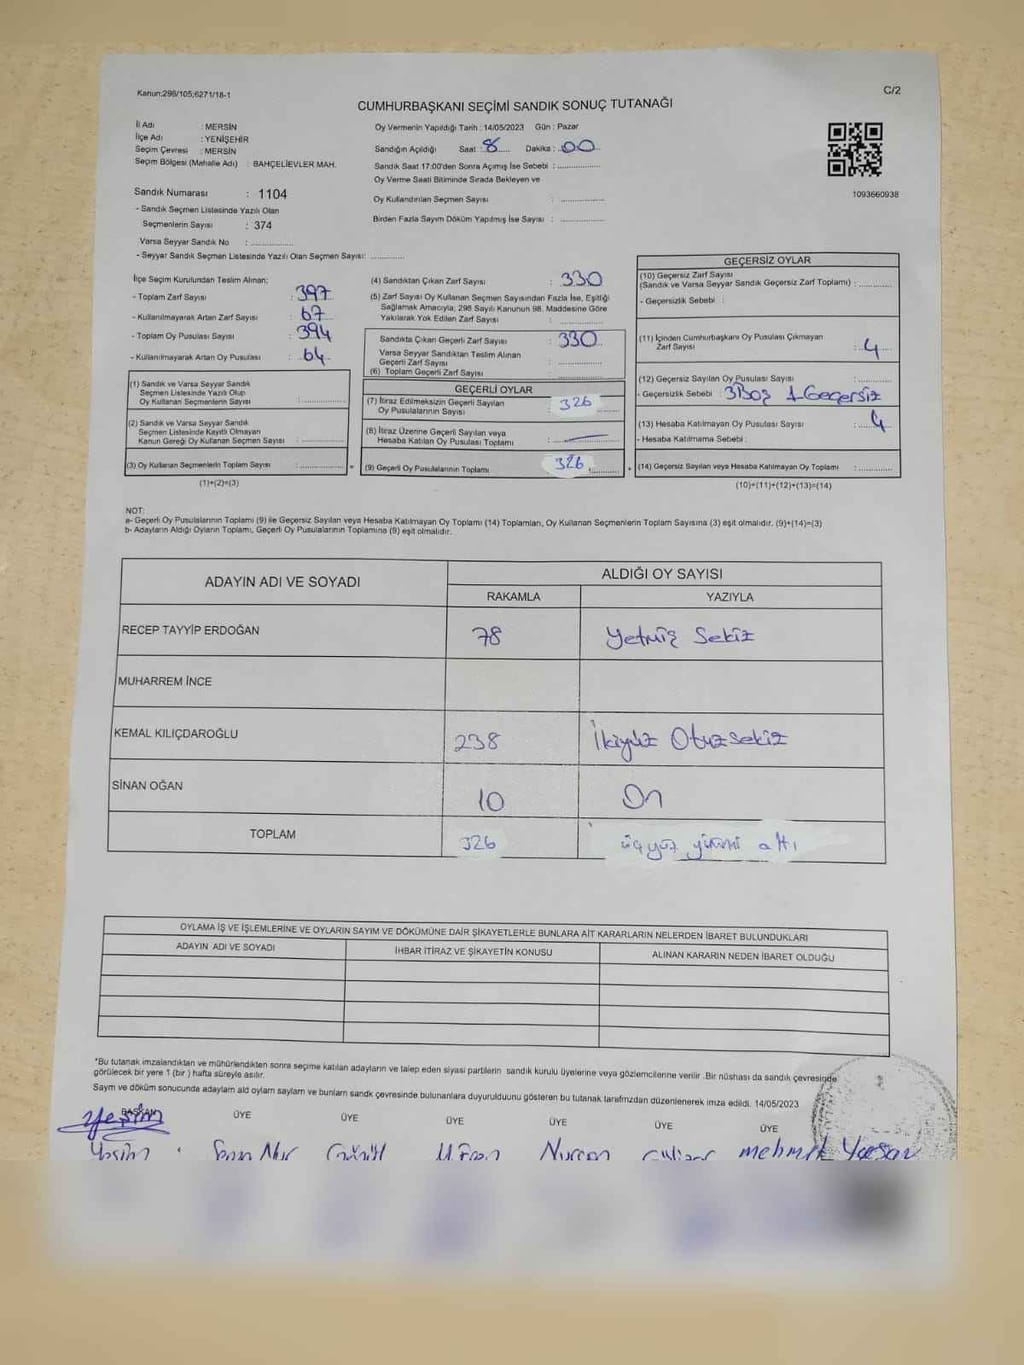 Kanun:298/105;6271/18-1
C/2
CUMHURBAŞKANI SEÇİMİ SANDIK SONUÇ TUTANAĞI
İl Adı : MERSİN
İlçe Adı : YENİŞEHİR
Seçim Çevresi : MERSİN
Seçim Bölgesi (Mahalle Adı) : BAHÇELİEVLER MAH.
Sandık Numarası : 1104
- Sandık Seçmen Listesinde Yazılı Olan
Seçmenlerin Sayısı : 374
Varsa Seyyar Sandık No :
- Seyyar Sandık Seçmen Listesinde Yazılı Olan Seçmen Sayısı:
Oy Vermenin Yapıldığı Tarih : 14/05/2023 Gün : Pazar
Sandığın Açıldığı Saat : 8 Dakika : 00
Sandık Saat 17:00'den Sonra Açımış İse Sebebi :
Oy Verme Saati Bitiminde Sırada Bekleyen ve
Oy Kullandırılan Seçmen Sayısı :
Birden Fazla Sayım Döküm Yapılmış İse Sayısı :
1093660938
İlçe Seçim Kurulundan Teslim Alınan;
- Toplam Zarf Sayısı : 397
- Kullanılmayarak Artan Zarf Sayısı : 67
- Toplam Oy Pusulası Sayısı : 394
- Kullanılmayarak Artan Oy Pusulası : 64
(1) Sandık ve Varsa Seyyar Sandık
Seçmen Listesinde Yazılı Olup
Oy Kullanan Seçmenlerin Sayısı :
(2) Sandık ve Varsa Seyyar Sandık
Seçmen Listesinde Kayıtlı Olmayan
Kanun Gereği Oy Kullanan Seçmen Sayısı :
(3) Oy Kullanan Seçmenlerin Toplam Sayısı :
(1)+(2)=(3)
(4) Sandıktan Çıkan Zarf Sayısı : 330
(5) Zarf Sayısı Oy Kullanan Seçmen Sayısından Fazla İse, Eşitliği
Sağlamak Amacıyla; 298 Sayılı Kanunun 98. Maddesine Göre
Yakılarak Yok Edilen Zarf Sayısı :
Sandıkta Çıkan Geçerli Zarf Sayısı : 330
Varsa Seyyar Sandıktan Teslim Alınan
Geçerli Zarf Sayısı :
(6) Toplam Geçerli Zarf Sayısı :
GEÇERLİ OYLAR
(7) İtiraz Edilmeksizin Geçerli Sayılan
Oy Pusulalarının Sayısı : 326
(8) İtiraz Üzerine Geçerli Sayılan veya
Hesaba Katılan Oy Pusulası Toplamı :
(9) Geçerli Oy Pusulalarının Toplamı 326
GEÇERSİZ OYLAR
(10) Geçersiz Zarf Sayısı
(Sandık ve Varsa Seyyar Sandık Geçersiz Zarf Toplamı) :
- Geçersizlik Sebebi :
(11) İçinden Cumhurbaşkanı Oy Pusulası Çıkmayan
Zarf Sayısı : 4
(12) Geçersiz Sayılan Oy Pusulası Sayısı :
- Geçersizlik Sebebi : 3 Boş 1 Geçersiz
(13) Hesaba Katılmayan Oy Pusulası Sayısı : 4
- Hesaba Katılmama Sebebi :
(14) Geçersiz Sayılan veya Hesaba Katılmayan Oy Toplamı :
(10)+(11)+(12)+(13)=(14)
NOT:
a- Geçerli Oy Pusulalarının Toplamı (9) ile Geçersiz Sayılan veya Hesaba Katılmayan Oy Toplamı (14) Toplamları, Oy Kullanan Seçmenlerin Toplam Sayısına (3) eşit olmalıdır. (9)+(14)=(3)
b- Adayların Aldığı Oyların Toplamı, Geçerli Oy Pusulalarının Toplamına (9) eşit olmalıdır.
ADAYIN ADI VE SOYADI
ALDIĞI OY SAYISI
RAKAMLA YAZIYLA
RECEP TAYYİP ERDOĞAN 78 Yetmiş Sekiz
MUHARREM İNCE
KEMAL KILIÇDAROĞLU 238 İkiyüz Otuzsekiz
SİNAN OĞAN 10 On
TOPLAM 326 üçyüz yirmi altı
OYLAMA İŞ VE İŞLEMLERİNE VE OYLARIN SAYIM VE DÖKÜMÜNE DAİR ŞİKAYETLERLE BUNLARA AİT KARARLARIN NELERDEN İBARET BULUNDUKLARI
ADAYIN ADI VE SOYADI İHBAR İTİRAZ VE ŞİKAYETİN KONUSU ALINAN KARARIN NEDEN İBARET OLDUĞU
*Bu tutanak imzalandıktan ve mühürlendikten sonra seçime katılan adayların ve talep eden siyasi partilerin sandık kurulu üyelerine veya gözlemcilerine verilir .Bir nüshası da sandık çevresinde
görülecek bir yere 1 (bir ) hafta süreyle asılır.
Sayım ve döküm sonucunda adayların ald oyların sayıların ve bunların sandk çevresinde bulunanlara duyurulduunu gösteren bu tutanak tarafımızdan düzenlenerek imza edildi. 14/05/2023
BAŞKAN ÜYE ÜYE ÜYE ÜYE ÜYE ÜYE
Yeşim
Nurcan mehmet Yaşar